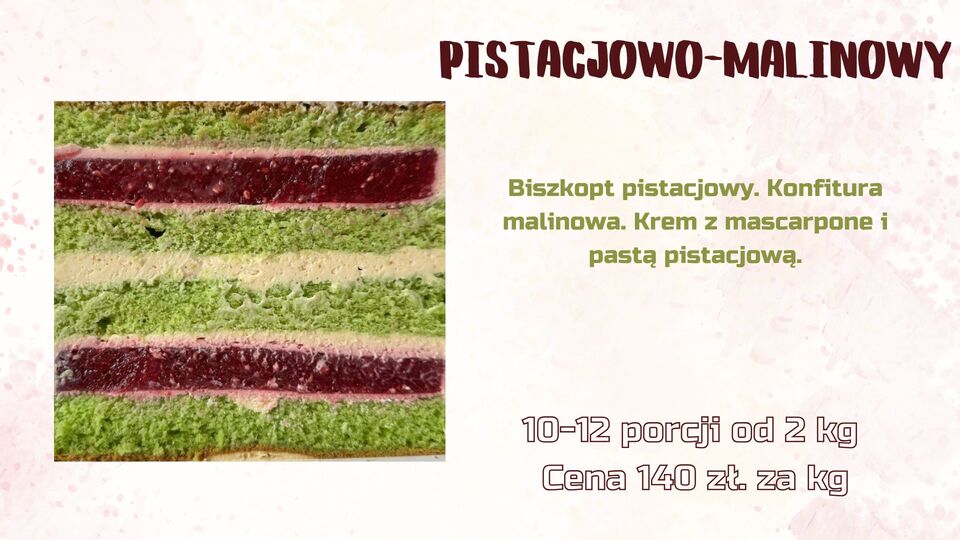 PISTACJOWO-MALINOWY
Biszkopt pistacjowy. Konfitura
malinowa. Krem z mascarpone i
pastą pistacjową.
10-12 porcji od 2 kg
Cena 140 zł. za kg